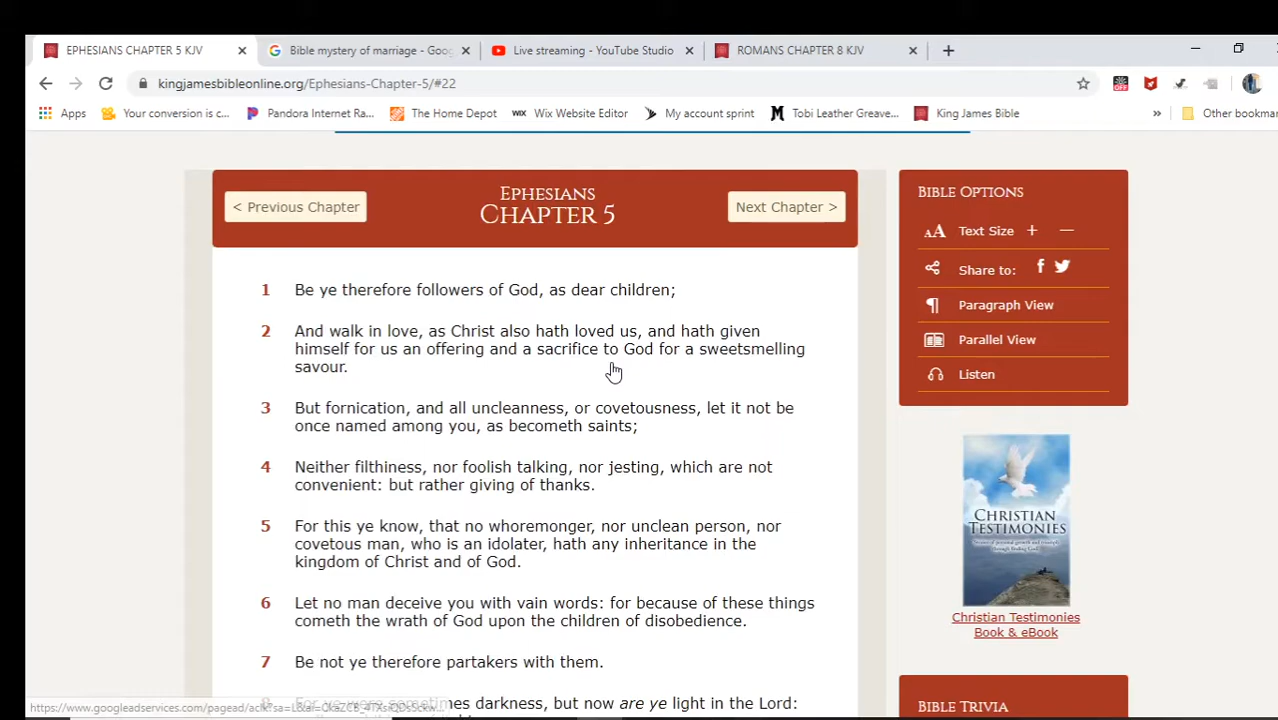 EPHESIANS CHAPTER 5 KJV
Bible mystery of marriage - Goo
Live streaming - YouTube Studio
ROMANS CHAPTER 8 KJV
kingjamesbibleonline.org/Ephesians-Chapter-5/#22
OFF
Apps
Your conversion is c...
Pandora Internet Ra...
The Home Depot
WIX Wix Website Editor
My account sprint
Tobi Leather Greave...
King James Bible
»
Other bookmar
< Previous Chapter
Ephesians
Chapter 5
Next Chapter >
1 Be ye therefore followers of God, as dear children;
2 And walk in love, as Christ also hath loved us, and hath given
himself for us an offering and a sacrifice to God for a sweetsmelling
savour.
3 But fornication, and all uncleanness, or covetousness, let it not be
once named among you, as becometh saints;
4 Neither filthiness, nor foolish talking, nor jesting, which are not
convenient: but rather giving of thanks.
5 For this ye know, that no whoremonger, nor unclean person, nor
covetous man, who is an idolater, hath any inheritance in the
kingdom of Christ and of God.
6 Let no man deceive you with vain words: for because of these things
cometh the wrath of God upon the children of disobedience.
7 Be not ye therefore partakers with them.
8 For ye were sometimes darkness, but now are ye light in the Lord:
Bible Options
AA Text Size + —
Share to:
¶ Paragraph View
Parallel View
Listen
CHRISTIAN
TESTIMONIES
Christian Testimonies
Book & eBook
Bible Trivia